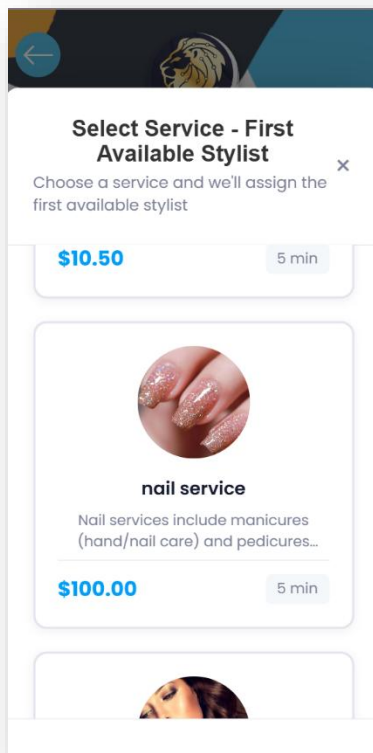 Select Service - First
Available Stylist
×
Choose a service and we'll assign the
first available stylist
$10.50
5 min
nail service
Nail services include manicures
(hand/nail care) and pedicures...
$100.00
5 min